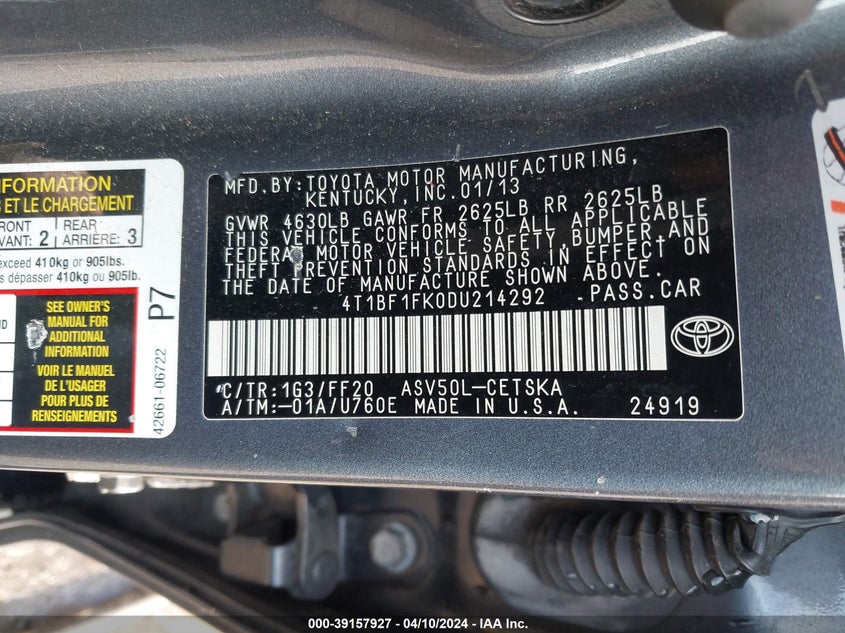 MFD. BY: TOYOTA MOTOR MANUFACTURING,
KENTUCKY, INC. 01/13
GVWR 4630LB GAWR FR 2625LB RR 2625LB
THIS VEHICLE CONFORMS TO ALL APPLICABLE
FEDERAL MOTOR VEHICLE SAFETY, BUMPER, AND
THEFT PREVENTION STANDARDS IN EFFECT ON
THE DATE OF MANUFACTURE SHOWN ABOVE.
4T1BF1FK0DU214292 PASS.CAR
C/TR: 1G3/FF20 ASV50L-CETSKA
A/TM: -01A/U760E MADE IN U.S.A. 24919
INFORMATION
ET LE CHARGEMENT
FRONT
AVANT: 2
REAR
ARRIÈRE: 3
exceed 410kg or 905lbs.
dépasser 410kg ou 905lb.
SEE OWNER'S
MANUAL FOR
ADDITIONAL
INFORMATION
VOIR LE MANUEL
DE L'USAGER
POUR PLUS DE
RENSEIGNEMENTS
P7
42661-06722
000-39157927 - 04/10/2024 - IAA Inc.